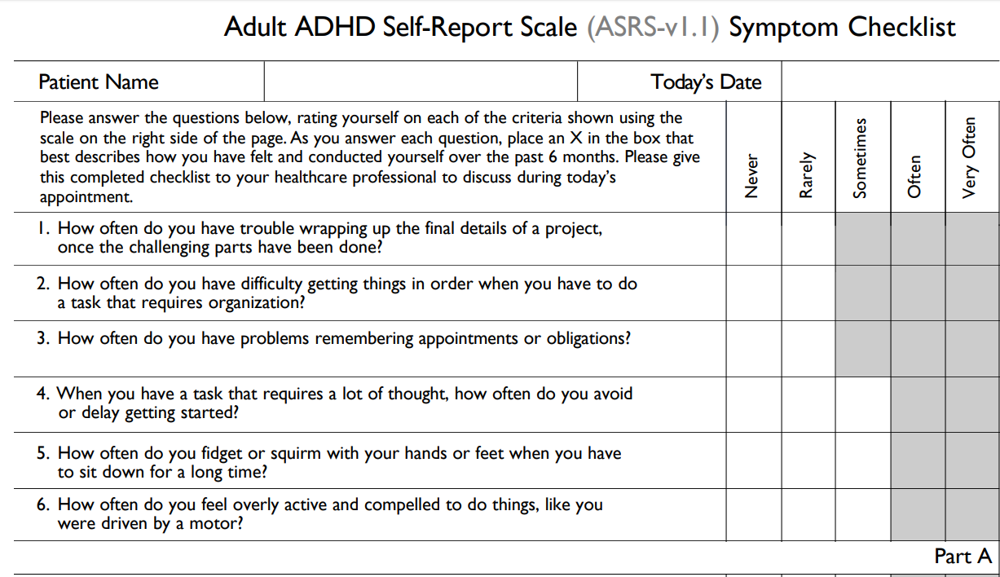 Adult ADHD Self-Report Scale (ASRS-v1.1) Symptom Checklist
Patient Name
Today's Date
Please answer the questions below, rating yourself on each of the criteria shown using the
scale on the right side of the page. As you answer each question, place an X in the box that
best describes how you have felt and conducted yourself over the past 6 months. Please give
this completed checklist to your healthcare professional to discuss during today's
appointment.
Never
Rarely
Sometimes
Often
Very Often
1. How often do you have trouble wrapping up the final details of a project,
once the challenging parts have been done?
2. How often do you have difficulty getting things in order when you have to do
a task that requires organization?
3. How often do you have problems remembering appointments or obligations?
4. When you have a task that requires a lot of thought, how often do you avoid
or delay getting started?
5. How often do you fidget or squirm with your hands or feet when you have
to sit down for a long time?
6. How often do you feel overly active and compelled to do things, like you
were driven by a motor?
Part A